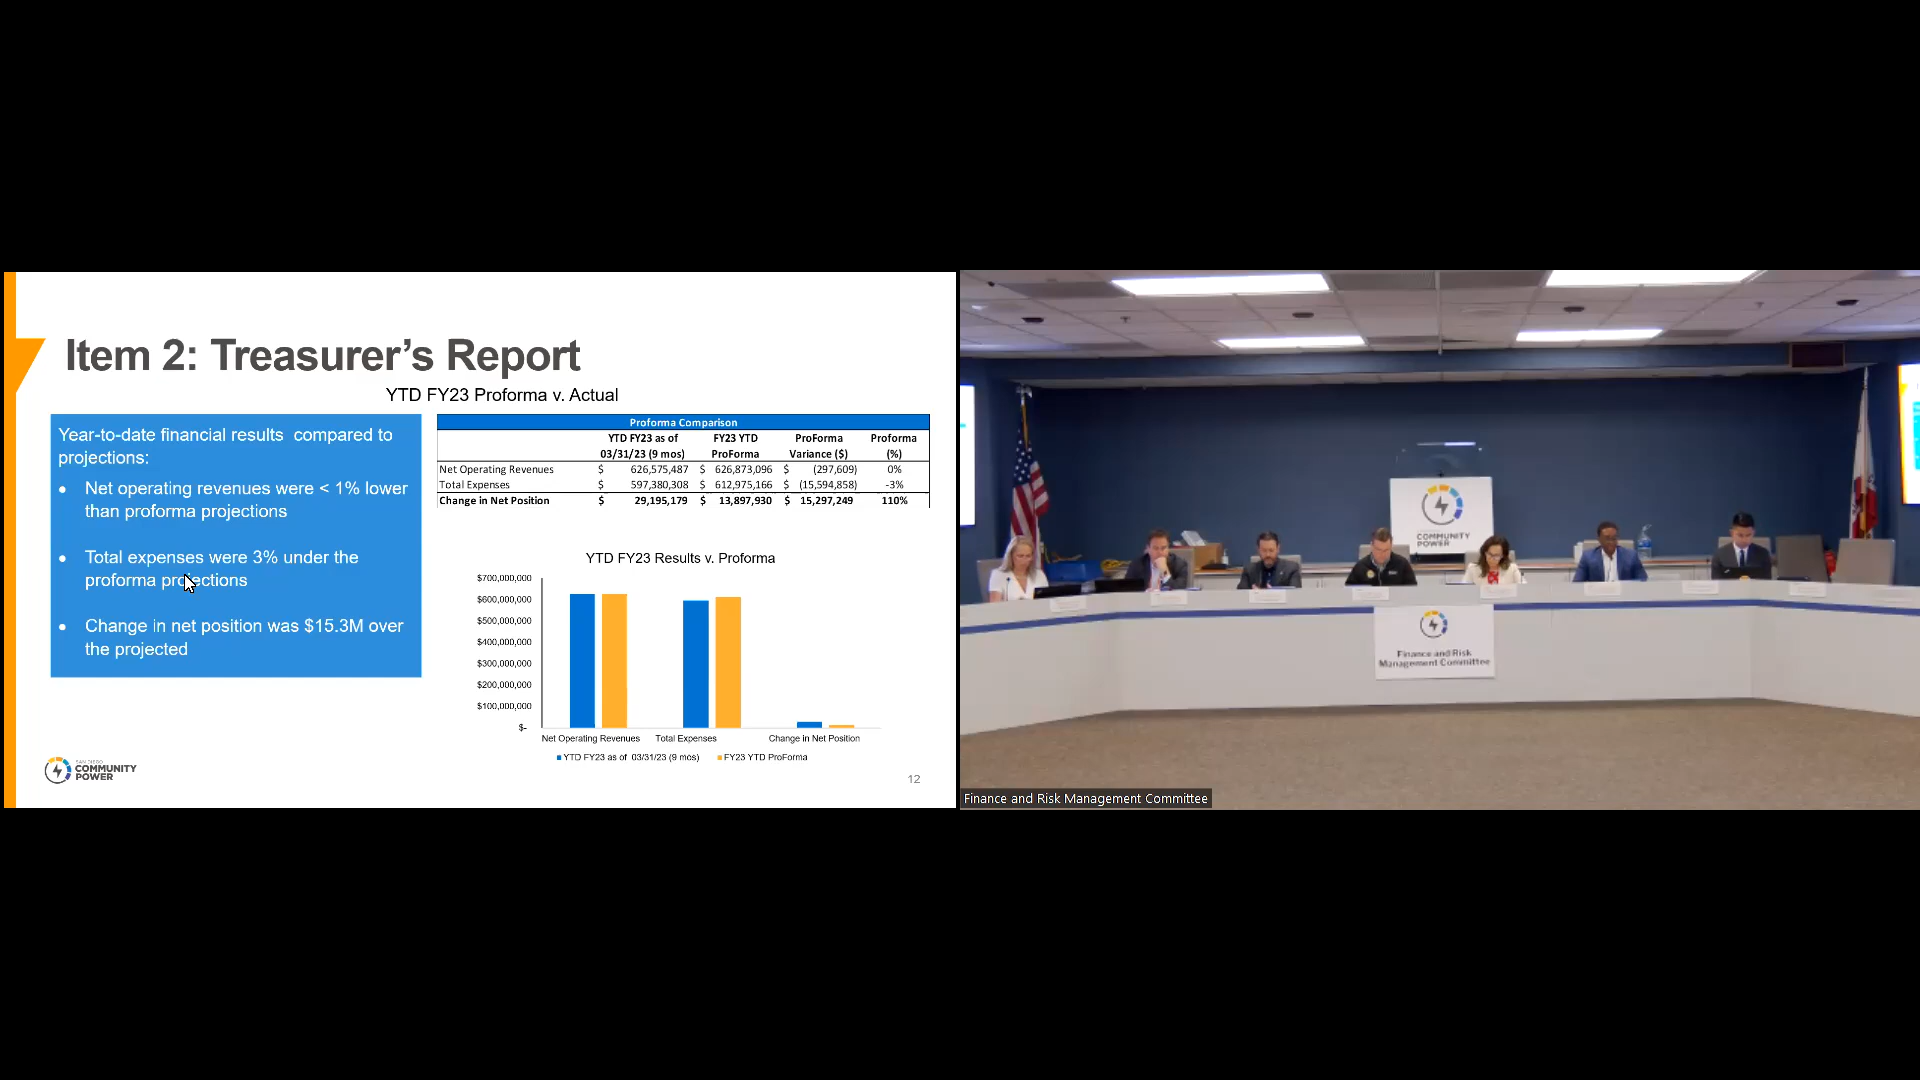 Item 2: Treasurer's Report
YTD FY23 Proforma v. Actual
Year-to-date financial results compared to
projections:
• Net operating revenues were < 1% lower
than proforma projections
• Total expenses were 3% under the
proforma projections
• Change in net position was $15.3M over
the projected
Proforma Comparison
YTD FY23 as of FY23 YTD ProForma Proforma
03/31/23 (9 mos) ProForma Variance ($) (%)
Net Operating Revenues $ 626,575,487 $ 626,873,096 $ (297,609) 0%
Total Expenses $ 597,380,308 $ 612,975,166 $ (15,594,858) -3%
Change in Net Position $ 29,195,179 $ 13,897,930 $ 15,297,249 110%
YTD FY23 Results v. Proforma
$700,000,000
$600,000,000
$500,000,000
$400,000,000
$300,000,000
$200,000,000
$100,000,000
$-
Net Operating Revenues Total Expenses Change in Net Position
YTD FY23 as of 03/31/23 (9 mos) FY23 YTD ProForma
SAN DIEGO
COMMUNITY
POWER
12
COMMUNITY
POWER
Finance and Risk
Management Committee
Finance and Risk Management Committee